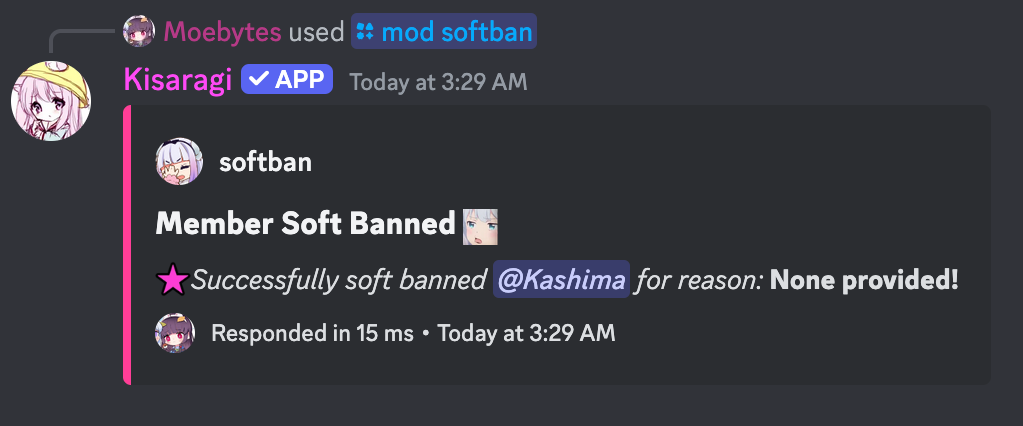 Moebytes used mod softban
Kisaragi APP Today at 3:29 AM
softban
Member Soft Banned
Successfully soft banned @Kashima for reason: None provided!
Responded in 15 ms • Today at 3:29 AM